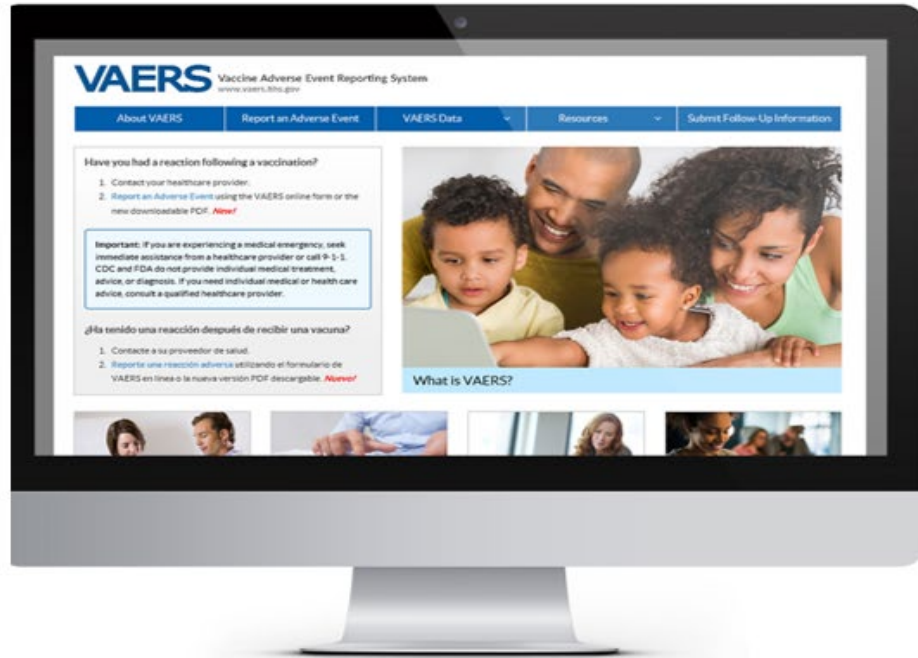 VAERS Vaccine Adverse Event Reporting System
www.vaers.hhs.gov
About VAERS
Report an Adverse Event
VAERS Data
Resources
Submit Follow-Up Information
Have you had a reaction following a vaccination?
1. Contact your healthcare provider.
2. Report an Adverse Event using the VAERS online form or the
new downloadable PDF. New!
Important: If you are experiencing a medical emergency, seek
immediate assistance from a healthcare provider or call 9-1-1.
CDC and FDA do not provide individual medical treatment,
advice, or diagnosis. If you need individual medical or health care
advice, consult a qualified healthcare provider.
¿Ha tenido una reacción después de recibir una vacuna?
1. Contacte a su proveedor de salud.
2. Reporte una reacción adversa utilizando el formulario de
VAERS en línea o la nueva versión PDF descargable. Nuevo!
What is VAERS?